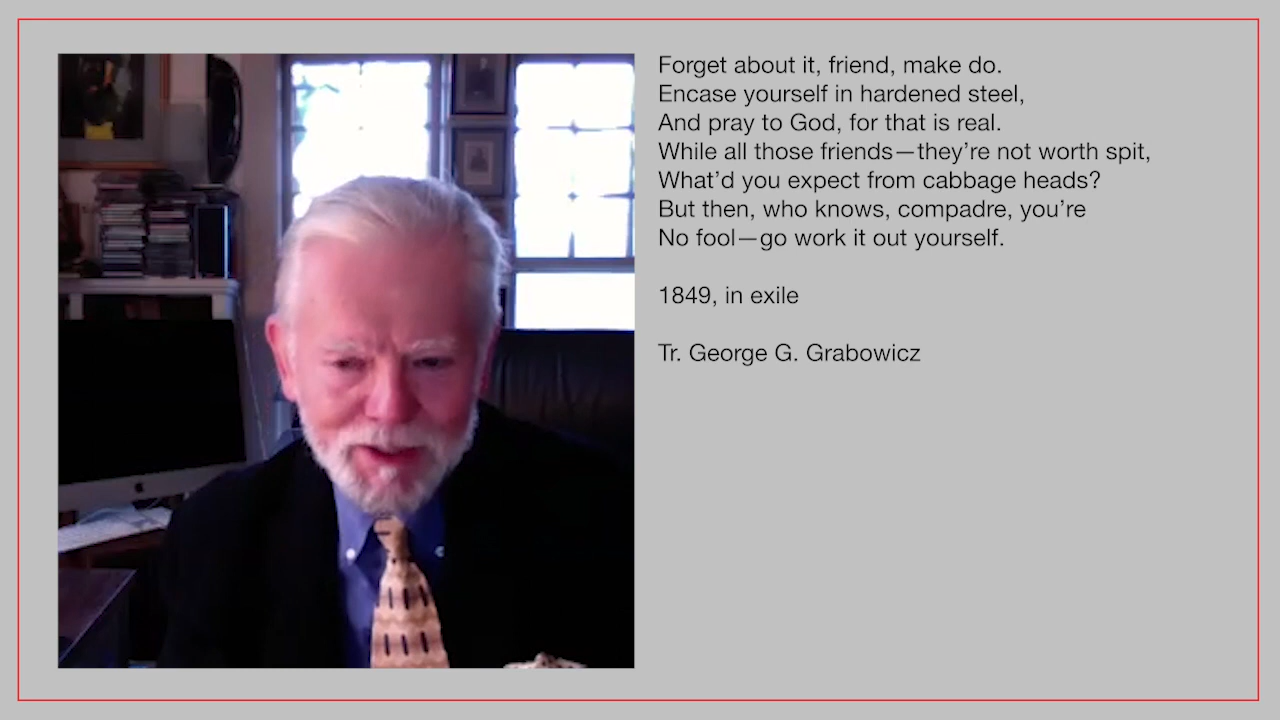 Forget about it, friend, make do.
Encase yourself in hardened steel,
And pray to God, for that is real.
While all those friends—they’re not worth spit,
What’d you expect from cabbage heads?
But then, who knows, compadre, you’re
No fool—go work it out yourself.
1849, in exile
Tr. George G. Grabowicz